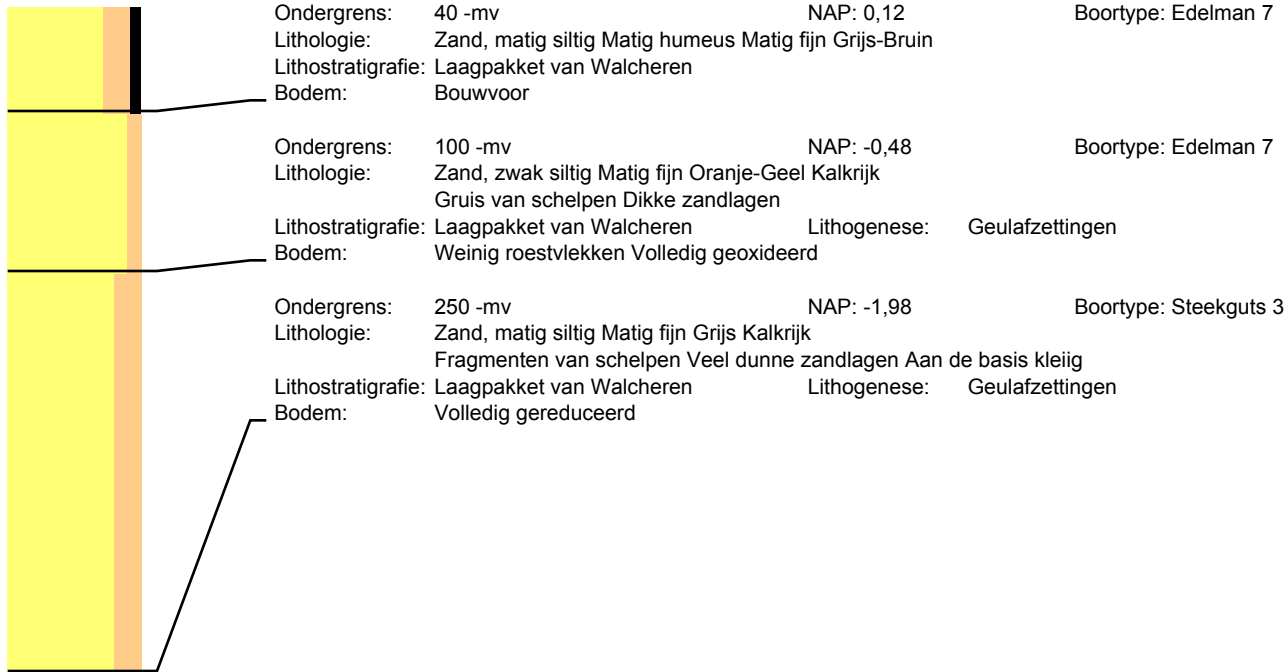 Ondergrens: 40 -mv NAP: 0,12 Boortype: Edelman 7
Lithologie: Zand, matig siltig Matig humeus Matig fijn Grijs-Bruin
Lithostratigrafie: Laagpakket van Walcheren
Bodem: Bouwvoor
Ondergrens: 100 -mv NAP: -0,48 Boortype: Edelman 7
Lithologie: Zand, zwak siltig Matig fijn Oranje-Geel Kalkrijk
Gruis van schelpen Dikke zandlagen
Lithostratigrafie: Laagpakket van Walcheren Lithogenese: Geulafzettingen
Bodem: Weinig roestvlekken Volledig geoxideerd
Ondergrens: 250 -mv NAP: -1,98 Boortype: Steekguts 3
Lithologie: Zand, matig siltig Matig fijn Grijs Kalkrijk
Fragmenten van schelpen Veel dunne zandlagen Aan de basis kleiig
Lithostratigrafie: Laagpakket van Walcheren Lithogenese: Geulafzettingen
Bodem: Volledig gereduceerd